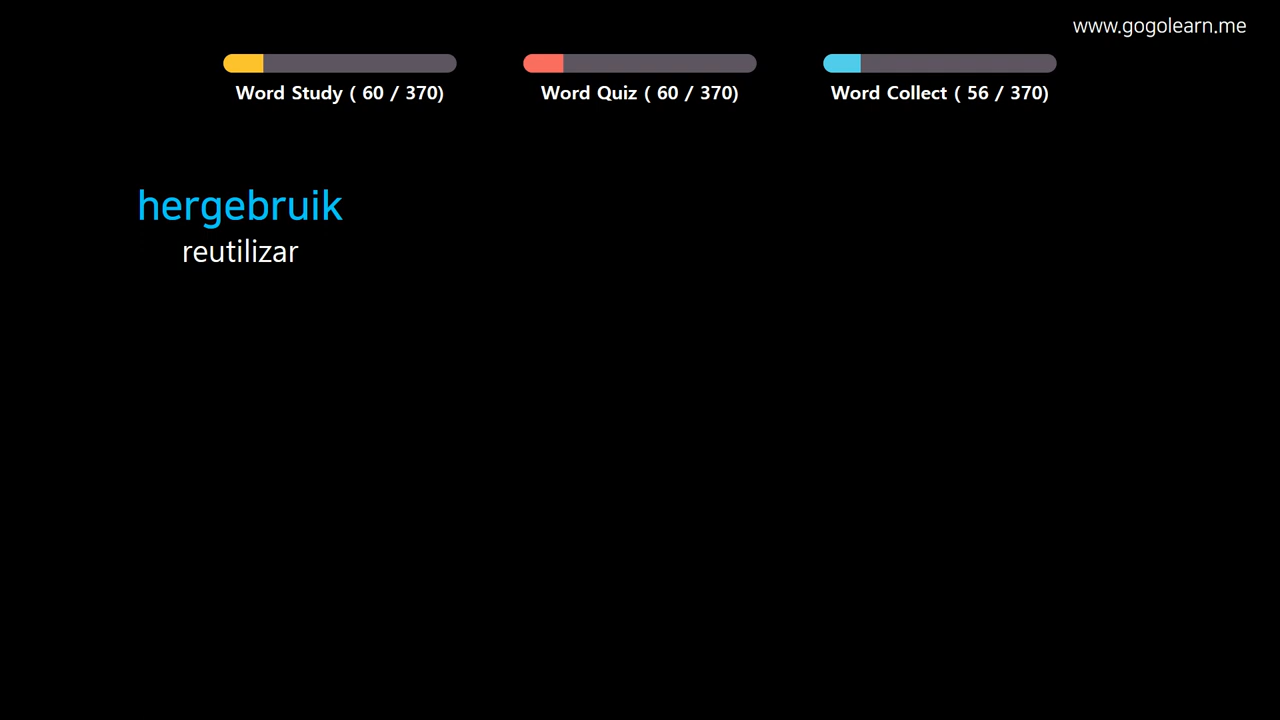 www.gogolearn.me
Word Study ( 60 / 370)
Word Quiz ( 60 / 370)
Word Collect ( 56 / 370)
hergebruik
reutilizar